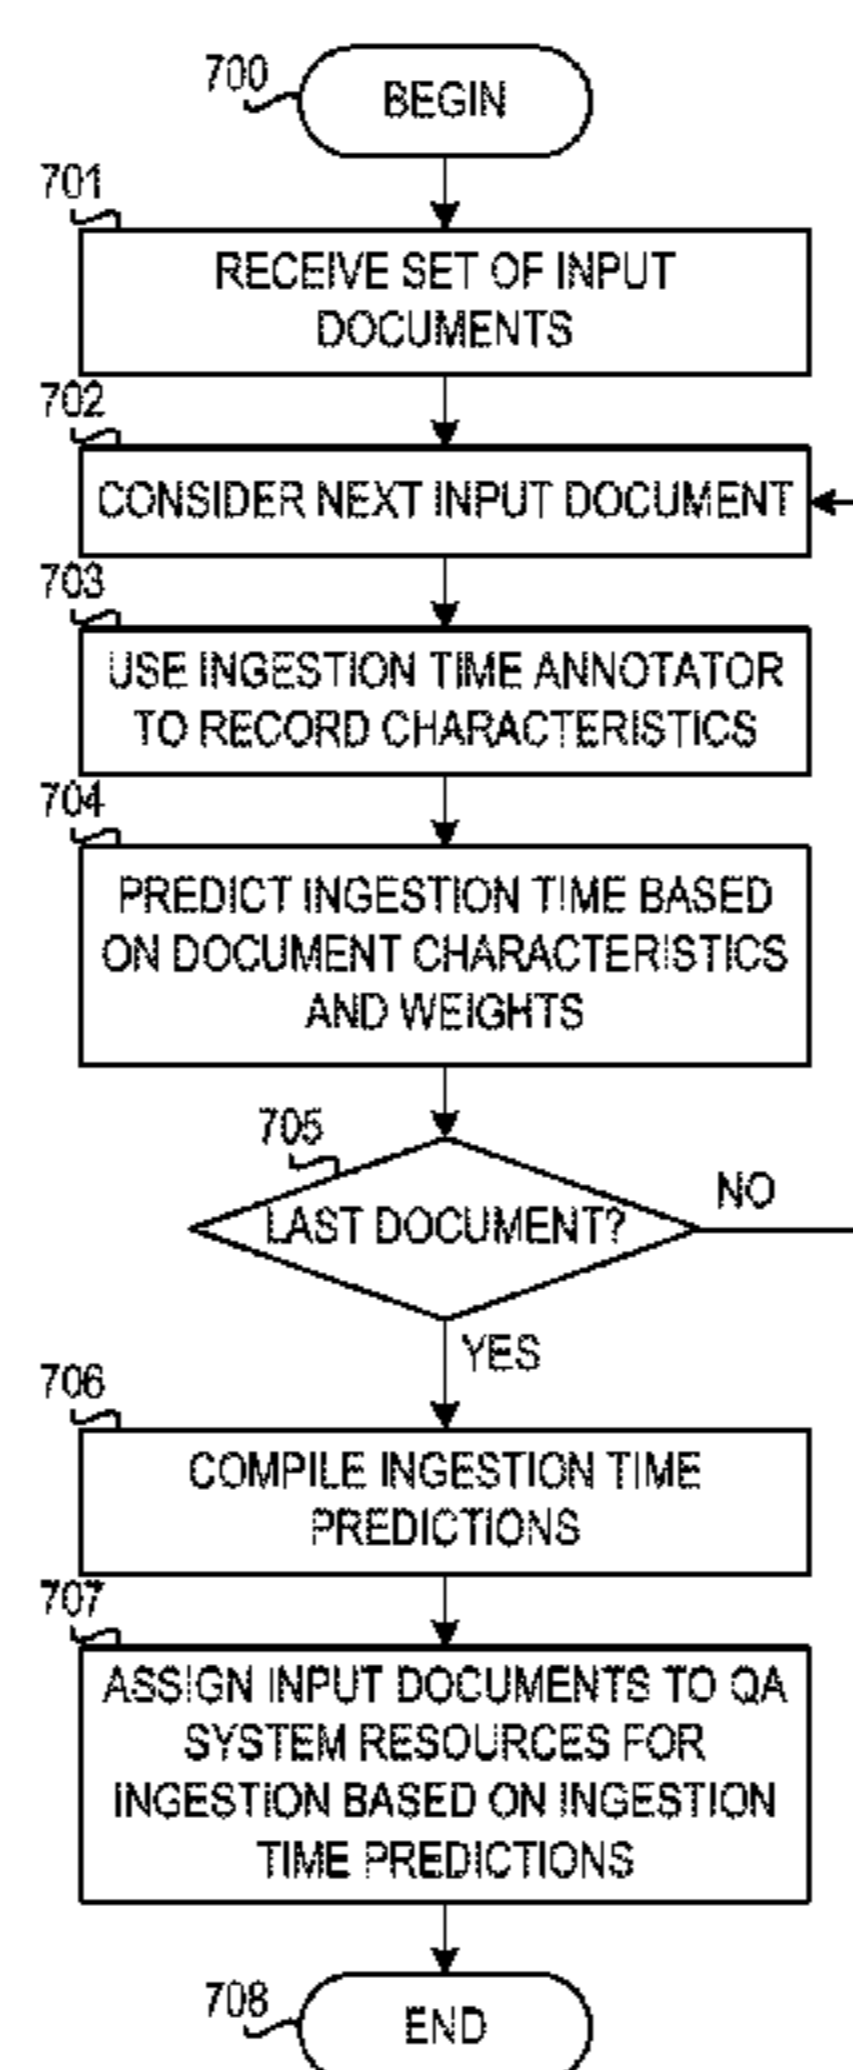 700
BEGIN
701
RECEIVE SET OF INPUT
DOCUMENTS
702
CONSIDER NEXT INPUT DOCUMENT
703
USE INGESTION TIME ANNOTATOR
TO RECORD CHARACTERISTICS
704
PREDICT INGESTION TIME BASED
ON DOCUMENT CHARACTERISTICS
AND WEIGHTS
705
LAST DOCUMENT?
NO
YES
706
COMPILE INGESTION TIME
PREDICTIONS
707
ASSIGN INPUT DOCUMENTS TO QA
SYSTEM RESOURCES FOR
INGESTION BASED ON INGESTION
TIME PREDICTIONS
708
END